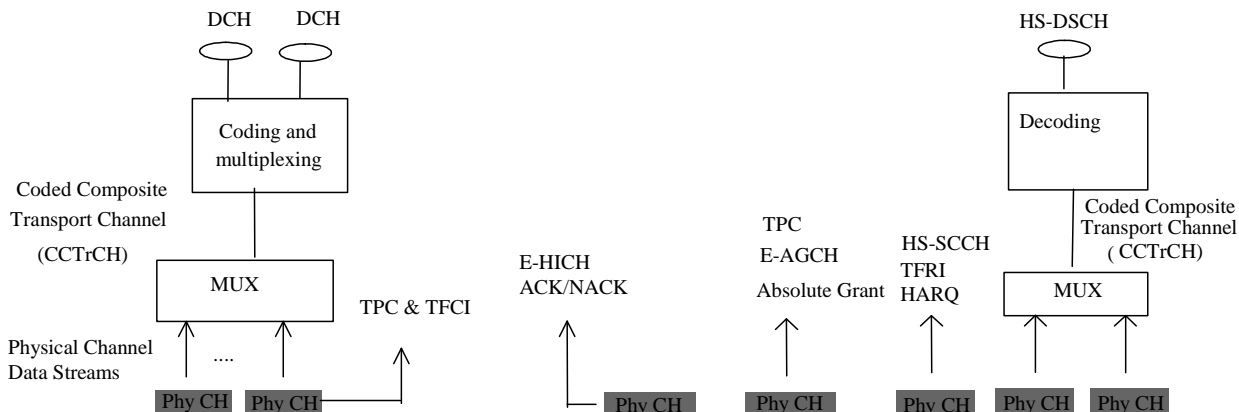 DCH
DCH
Coding and
multiplexing
Coded Composite
Transport Channel
(CCTrCH)
MUX
TPC & TFCI
Physical Channel
Data Streams
....
Phy CH
Phy CH
E-HICH
ACK/NACK
Phy CH
TPC
E-AGCH
Absolute Grant
Phy CH
HS-SCCH
TFRI
HARQ
Phy CH
HS-DSCH
Decoding
Coded Composite
Transport Channel
( CCTrCH)
MUX
Phy CH
Phy CH